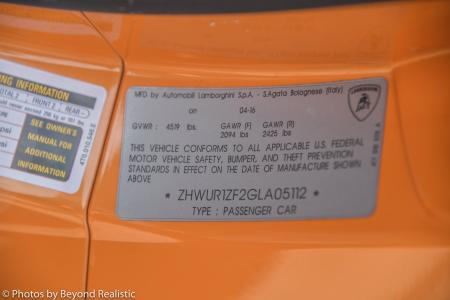 RING INFORMATION
TOTAL 2 FRONT 2 REAR -
SEE OWNER'S
MANUAL FOR
ADDITIONAL
INFORMATION
MFD by Automobili Lamborghini S.p.A. - S.Agata Bolognese (Italy)
on 04-16
GVWR : 4519 lbs. GAWR (F) GAWR (R)
2094 lbs 2425 lbs.
THIS VEHICLE CONFORMS TO ALL APPLICABLE U.S. FEDERAL
MOTOR VEHICLE SAFETY, BUMPER, AND THEFT PREVENTION
STANDARDS IN EFFECT ON THE DATE OF MANUFACTURE SHOWN
ABOVE
*ZHWUR1ZF2GLA05112*
TYPE : PASSENGER CAR
© Photos by Beyond Realistic